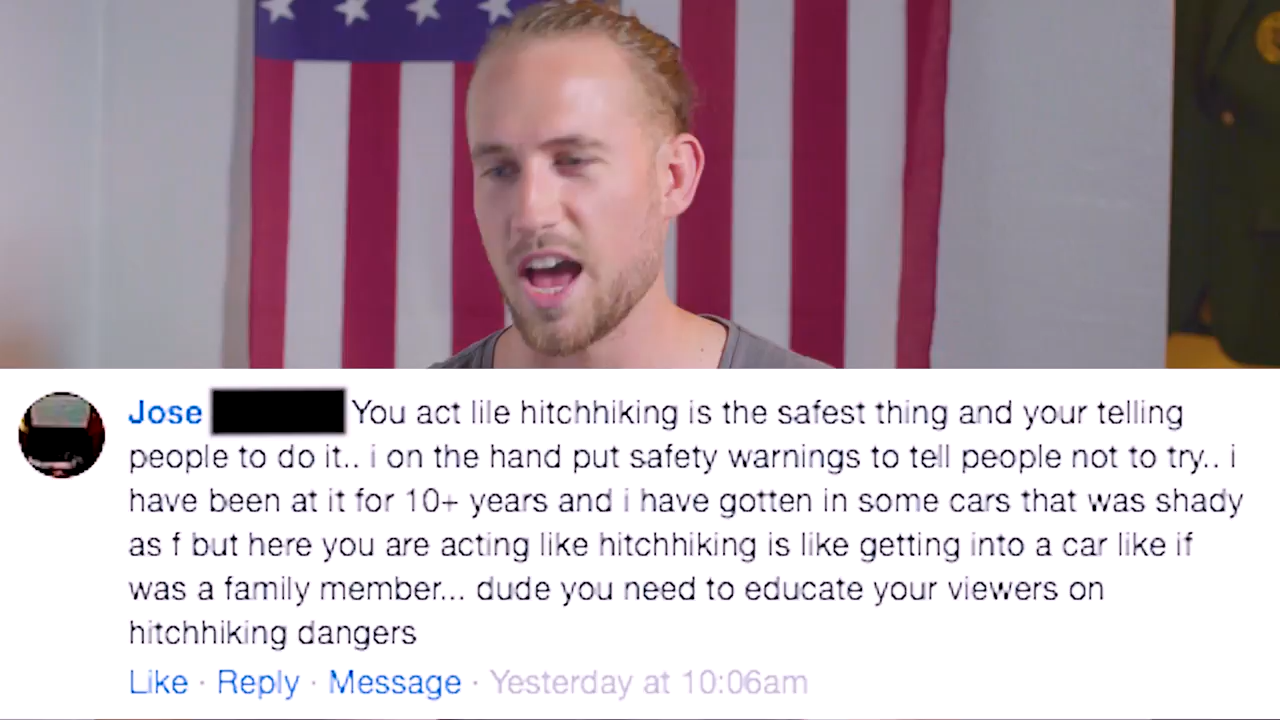 Jose You act lile hitchhiking is the safest thing and your telling
people to do it.. i on the hand put safety warnings to tell people not to try.. i
have been at it for 10+ years and i have gotten in some cars that was shady
as f but here you are acting like hitchhiking is like getting into a car like if
was a family member... dude you need to educate your viewers on
hitchhiking dangers
Like · Reply · Message · Yesterday at 10:06am